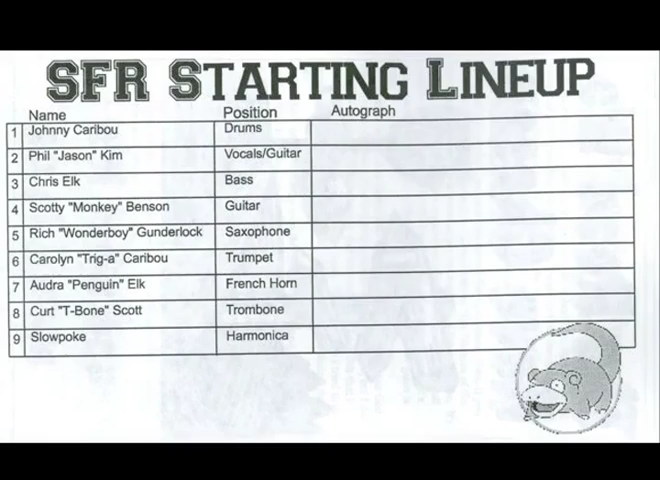 SFR STARTING LINEUP
Name Position Autograph
1 Johnny Caribou Drums
2 Phil "Jason" Kim Vocals/Guitar
3 Chris Elk Bass
4 Scotty "Monkey" Benson Guitar
5 Rich "Wonderboy" Gunderlock Saxophone
6 Carolyn "Trig-a" Caribou Trumpet
7 Audra "Penguin" Elk French Horn
8 Curt "T-Bone" Scott Trombone
9 Slowpoke Harmonica